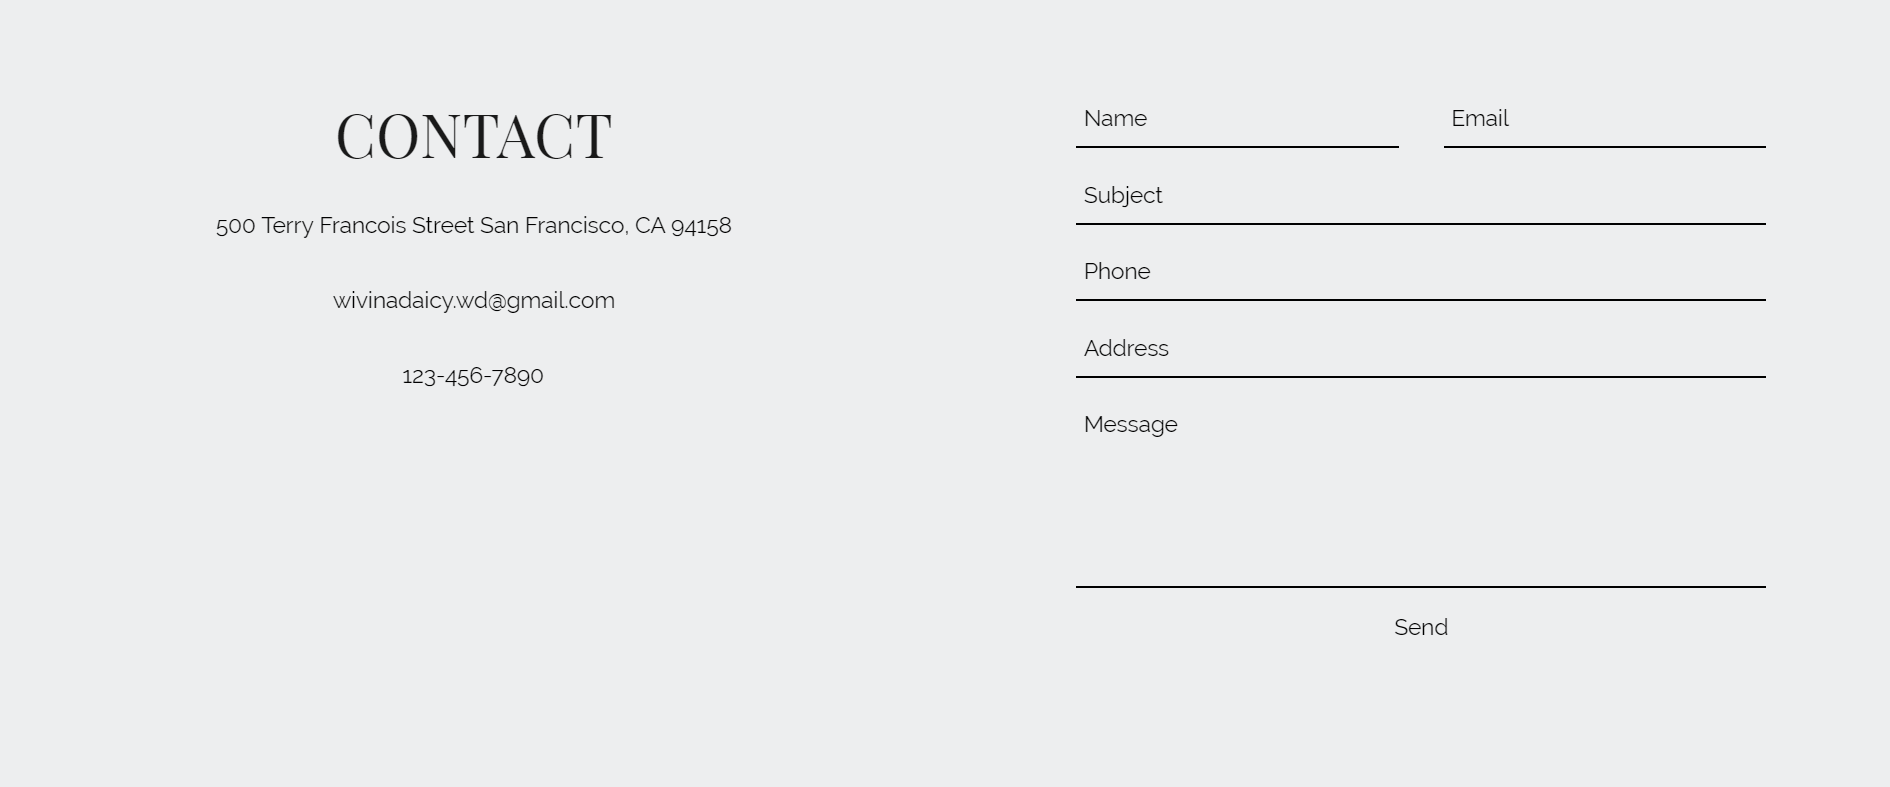 CONTACT
500 Terry Francois Street San Francisco, CA 94158
wivinadaicy.wd@gmail.com
123-456-7890
Name
Email
Subject
Phone
Address
Message
Send